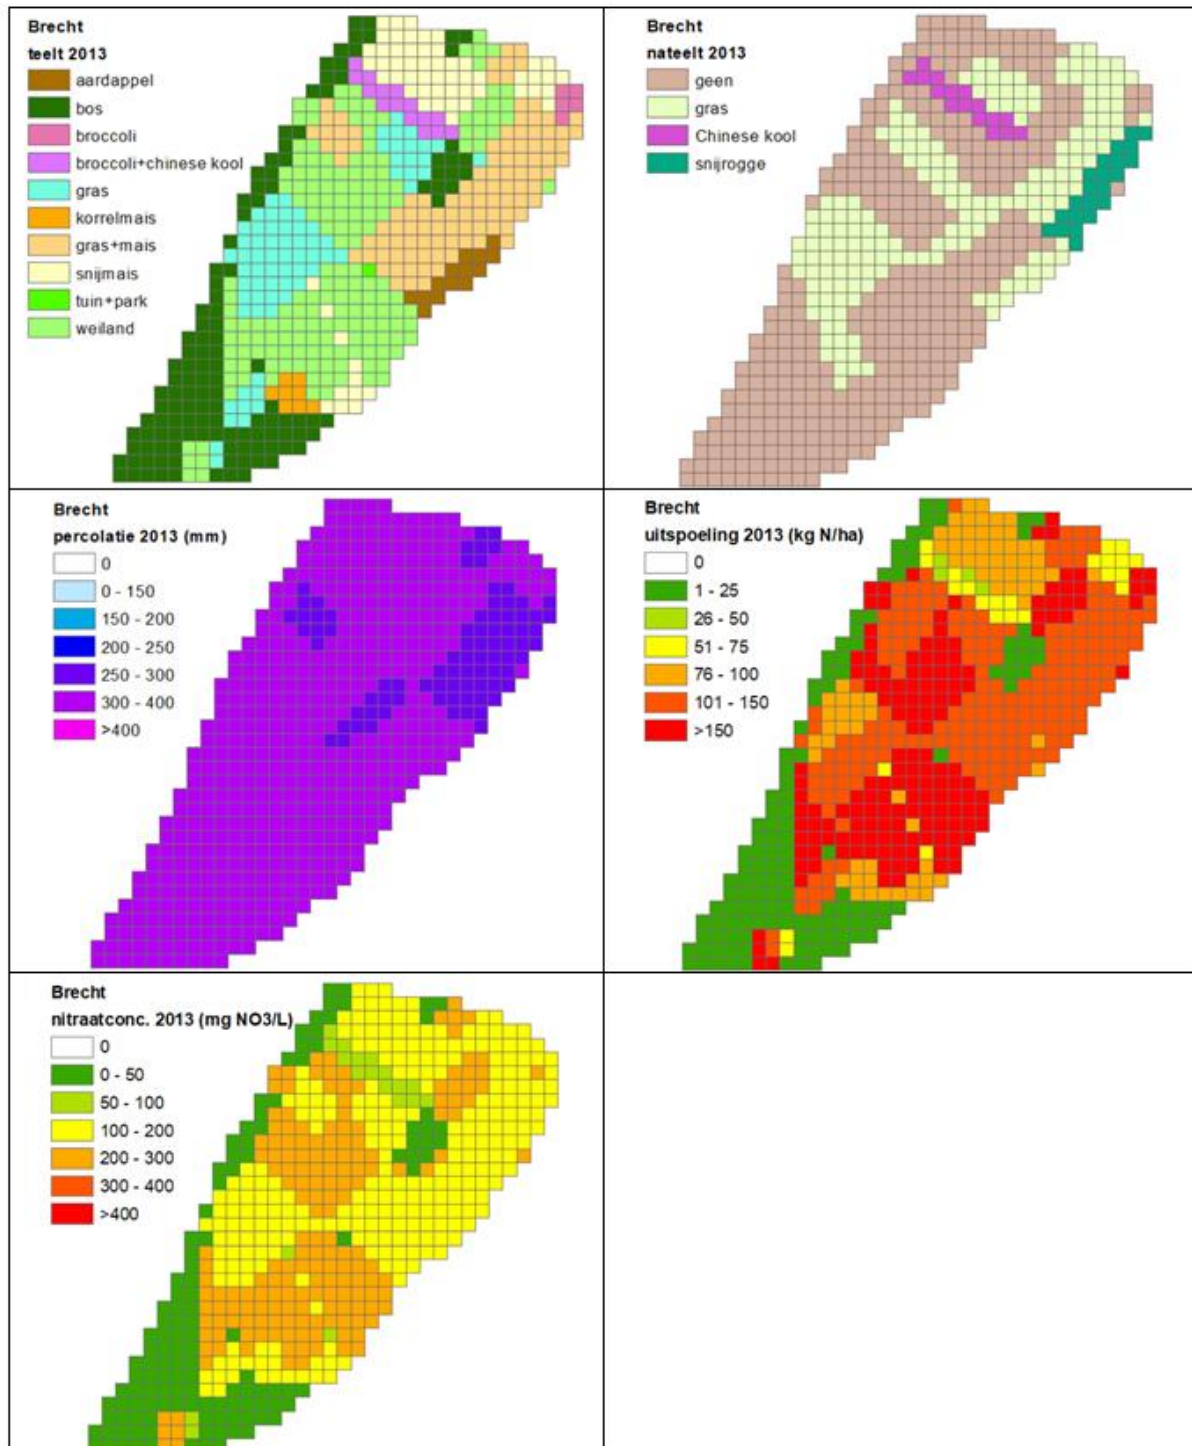 Brecht
teelt 2013
aardappel
bos
broccoli
broccoli+chinese kool
gras
korrelmais
gras+mais
snijmais
tuin+park
weiland
Brecht
nateelt 2013
geen
gras
Chinese kool
snijrogge
Brecht
percolatie 2013 (mm)
0
0 - 150
150 - 200
200 - 250
250 - 300
300 - 400
>400
Brecht
uitspoeling 2013 (kg N/ha)
0
1 - 25
26 - 50
51 - 75
76 - 100
101 - 150
>150
Brecht
nitraatconc. 2013 (mg NO3/L)
0
0 - 50
50 - 100
100 - 200
200 - 300
300 - 400
>400